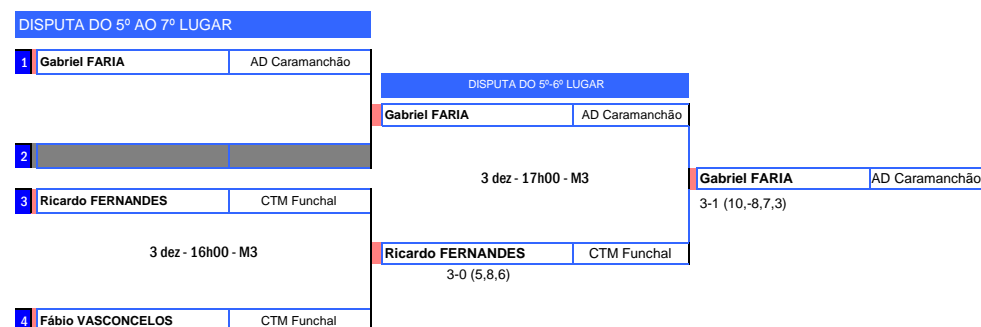 DISPUTA DO 5º AO 7º LUGAR
1 Gabriel FARIA AD Caramanchão
DISPUTA DO 5º-6º LUGAR
Gabriel FARIA AD Caramanchão
2
3 dez - 17h00 - M3
Gabriel FARIA AD Caramanchão
3 Ricardo FERNANDES CTM Funchal
3-1 (10,-8,7,3)
3 dez - 16h00 - M3
Ricardo FERNANDES CTM Funchal
3-0 (5,8,6)
4 Fábio VASCONCELOS CTM Funchal